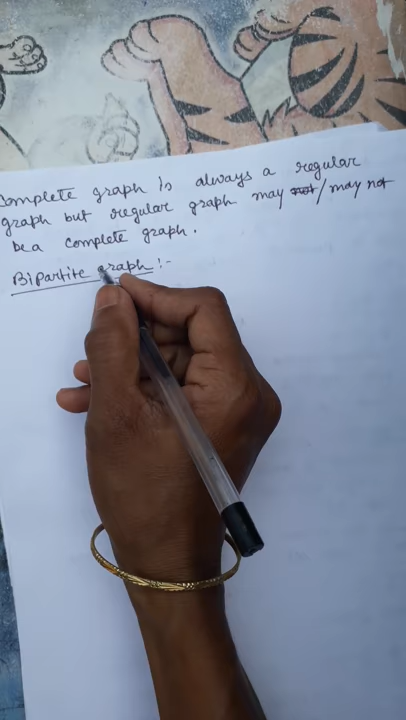 Complete graph is always a regular
graph but regular graph may not/may not
be a complete graph.
Bipartite graph :-